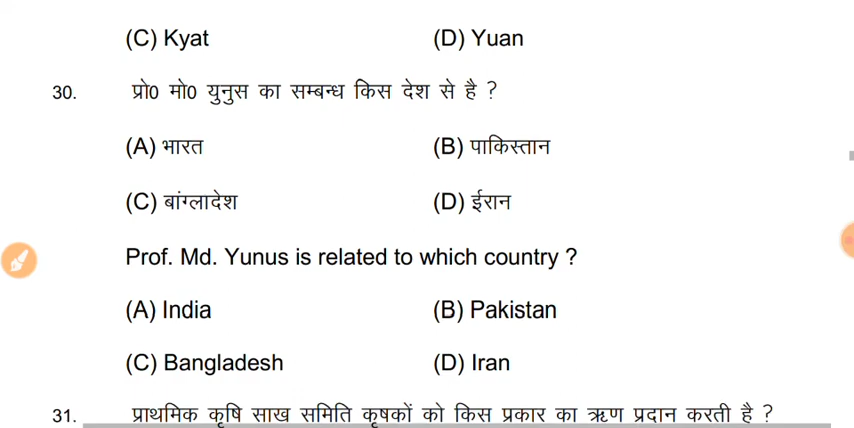 (C) Kyat (D) Yuan
30. प्रो0 मो0 युनुस का सम्बन्ध किस देश से है ?
(A) भारत (B) पाकिस्तान
(C) बांग्लादेश (D) ईरान
Prof. Md. Yunus is related to which country ?
(A) India (B) Pakistan
(C) Bangladesh (D) Iran
31. प्राथमिक कृषि साख समिति कृषकों को किस प्रकार का ऋण प्रदान करती है ?